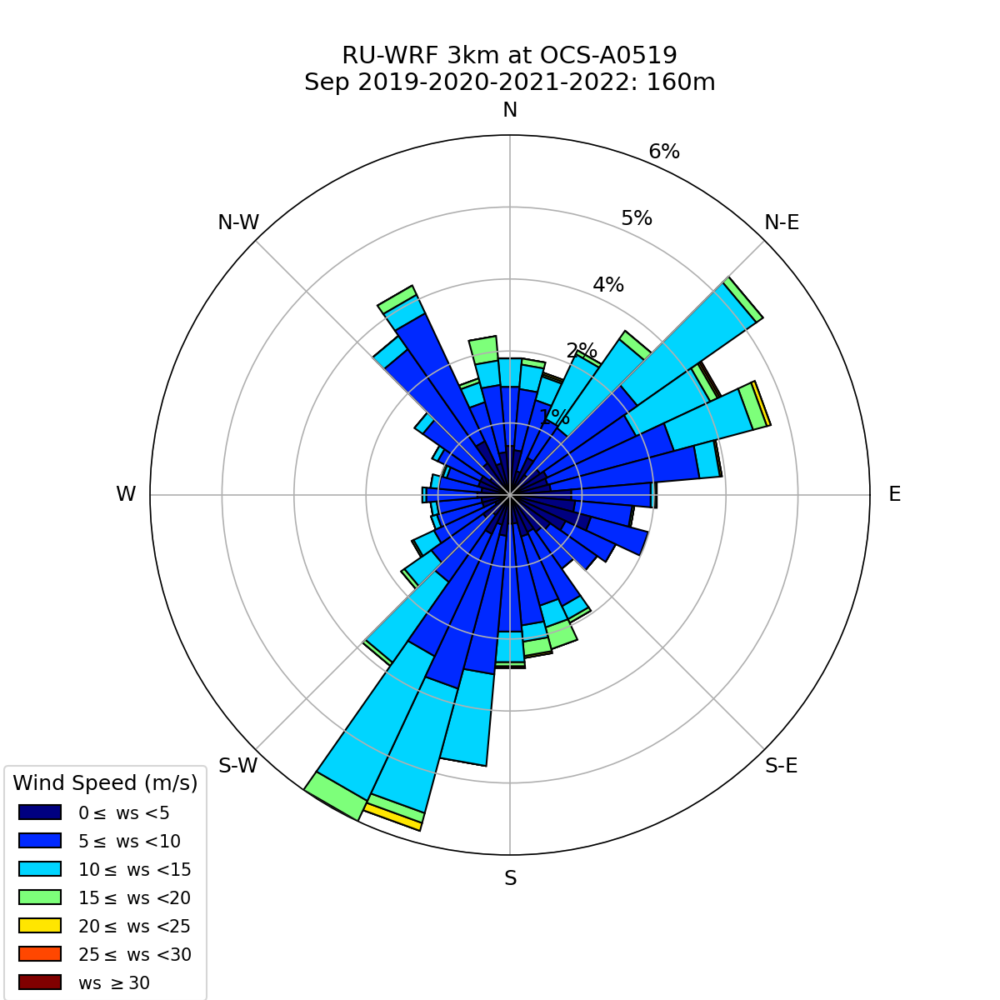 RU-WRF 3km at OCS-A0519
Sep 2019-2020-2021-2022: 160m
N
6%
5%
N-W
N-E
4%
2%
1%
W
E
S-W
S-E
S
Wind Speed (m/s)
0≤ ws <5
5≤ ws <10
10≤ ws <15
15≤ ws <20
20≤ ws <25
25≤ ws <30
ws ≥30